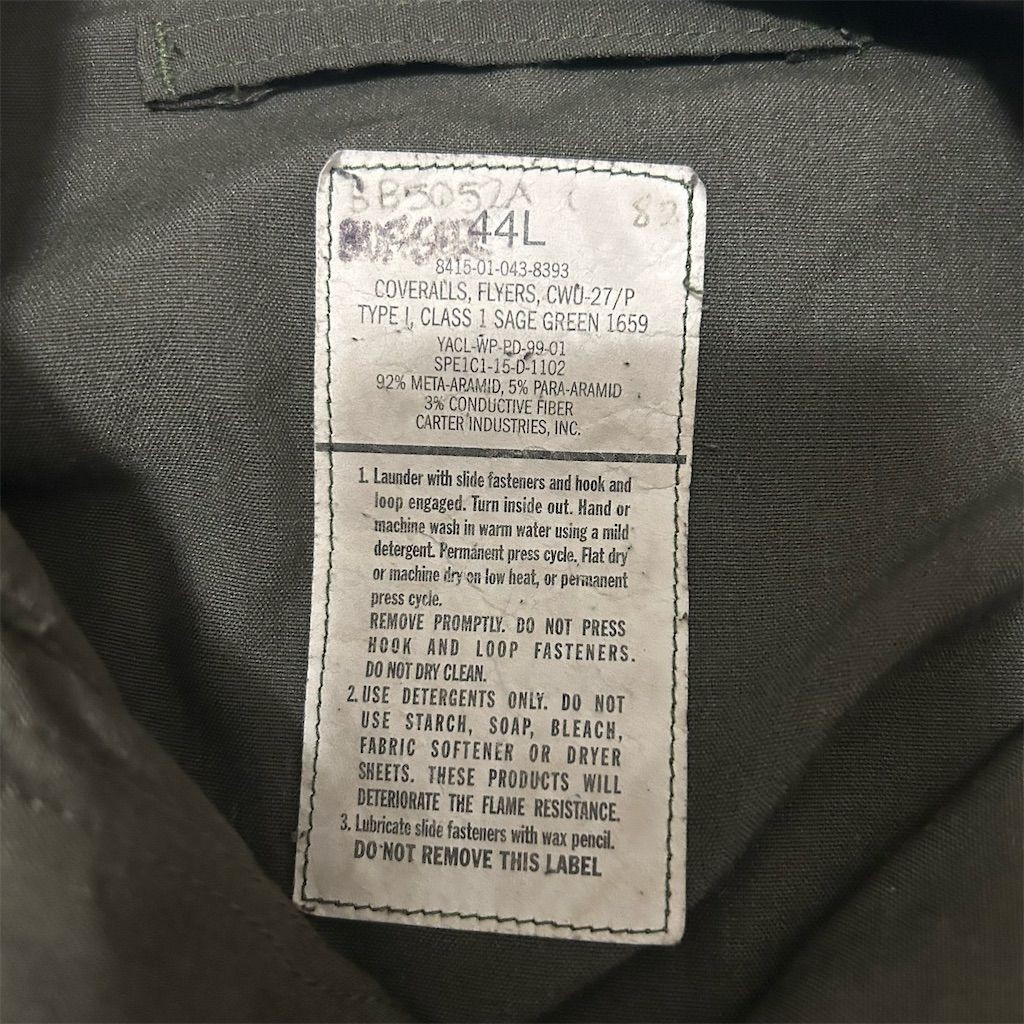 BB5057A 82
44L
8415-01-043-8393
COVERALLS, FLYERS, CWU-27/P
TYPE I, CLASS 1 SAGE GREEN 1659
YACL-WP-PD-99-01
SPE1C1-15-D-1102
92% META-ARAMID, 5% PARA-ARAMID
3% CONDUCTIVE FIBER
CARTER INDUSTRIES, INC.
1. Launder with slide fasteners and hook and
loop engaged. Turn inside out. Hand or
machine wash in warm water using a mild
detergent. Permanent press cycle. Flat dry
or machine dry on low heat, or permanent
press cycle.
REMOVE PROMPTLY. DO NOT PRESS
HOOK AND LOOP FASTENERS.
DO NOT DRY CLEAN.
2. USE DETERGENTS ONLY. DO NOT
USE STARCH, SOAP, BLEACH,
FABRIC SOFTENER OR DRYER
SHEETS. THESE PRODUCTS WILL
DETERIORATE THE FLAME RESISTANCE.
3. Lubricate slide fasteners with wax pencil.
DO NOT REMOVE THIS LABEL